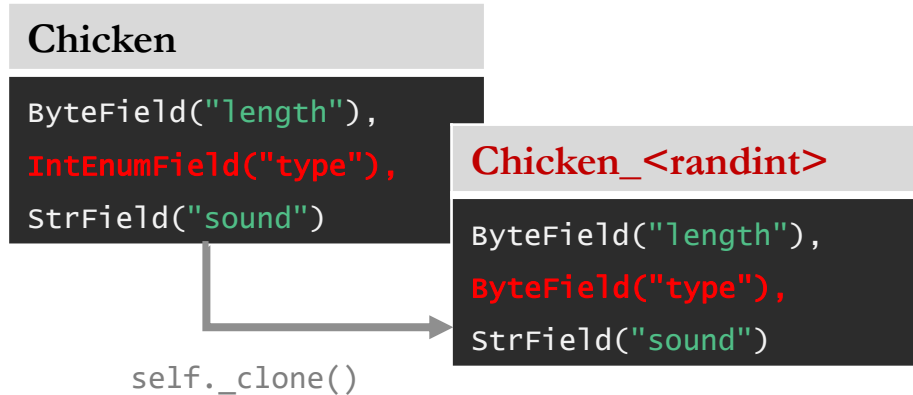 Chicken
ByteField("length"),
IntEnumField("type"),
StrField("sound")
Chicken_<randint>
ByteField("length"),
ByteField("type"),
StrField("sound")
self._clone()